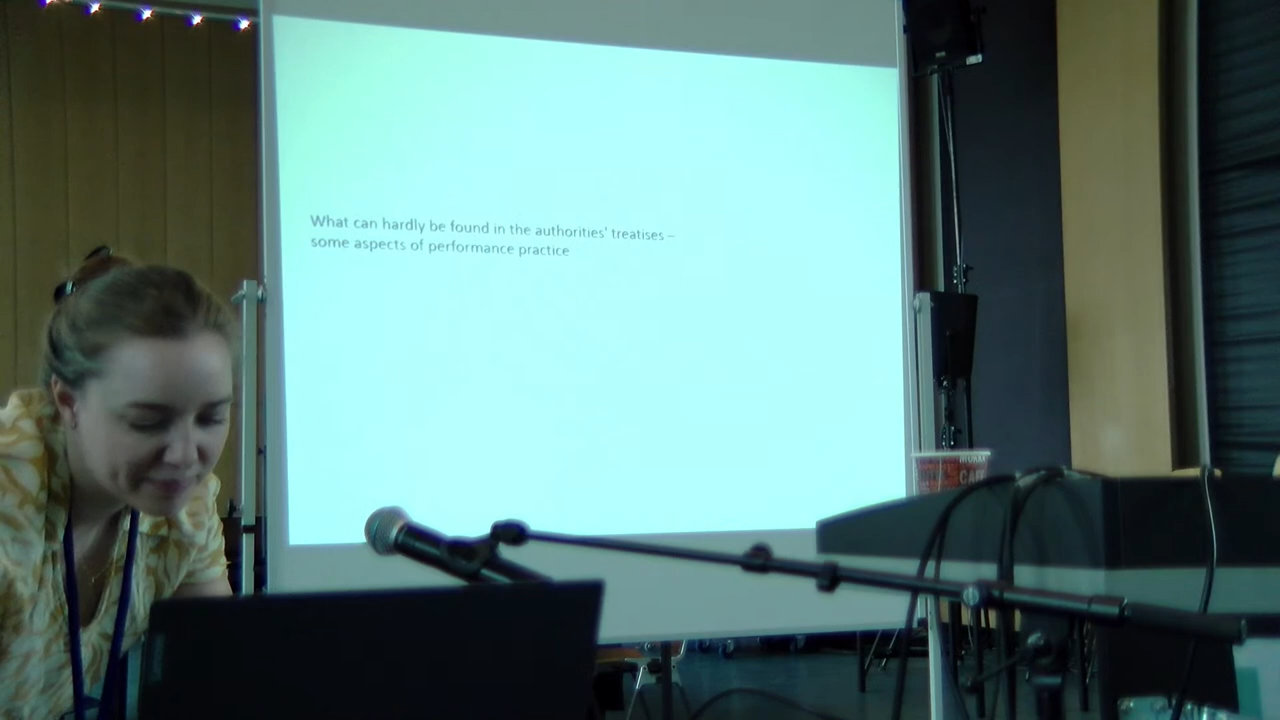 What can hardly be found in the authorities' treatises –
some aspects of performance practice